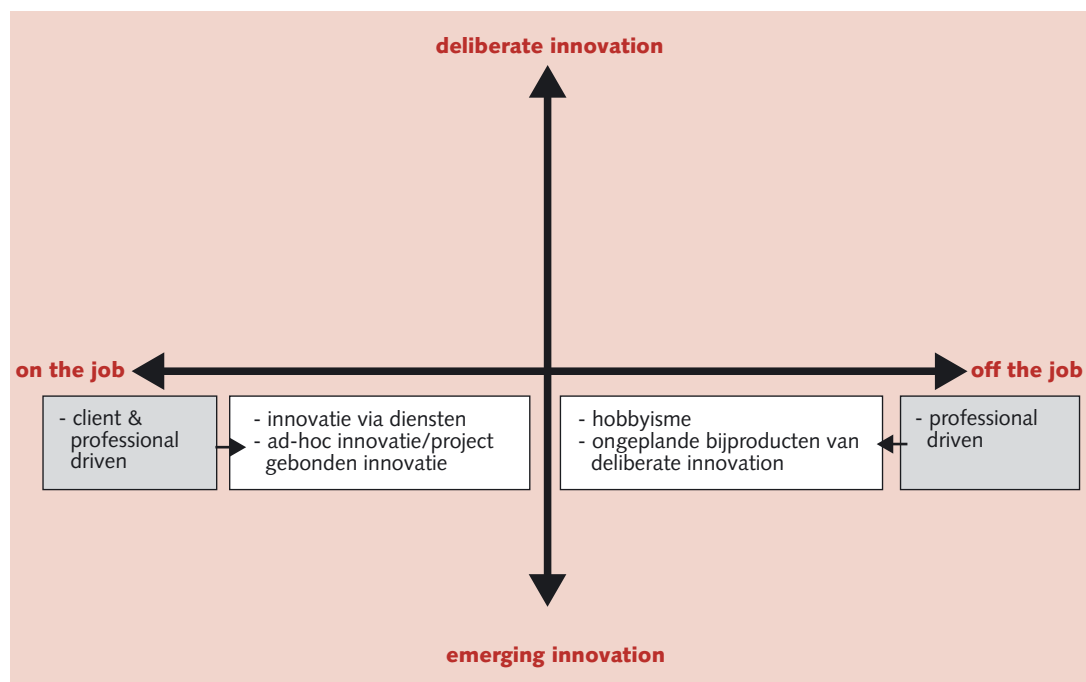 deliberate innovation
on the job
off the job
- client &
professional
driven
- innovatie via diensten
- ad-hoc innovatie/project
gebonden innovatie
- hobbyisme
- ongeplande bijproducten van
deliberate innovation
- professional
driven
emerging innovation